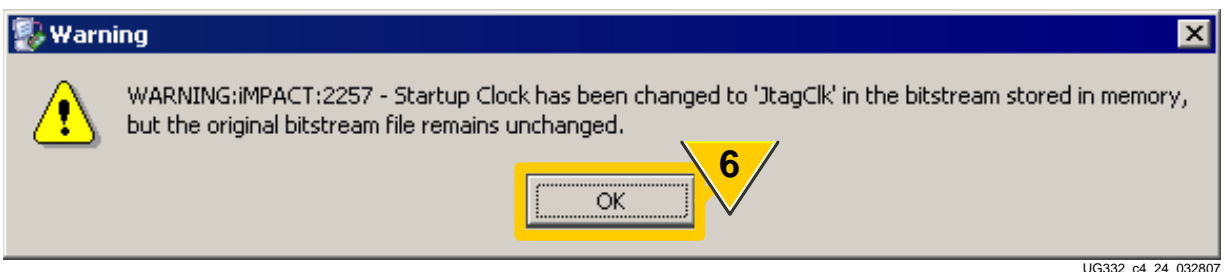 Warning
WARNING:iMPACT:2257 - Startup Clock has been changed to 'JtagClk' in the bitstream stored in memory,
but the original bitstream file remains unchanged.
6
OK
UG332_c4_24_032807